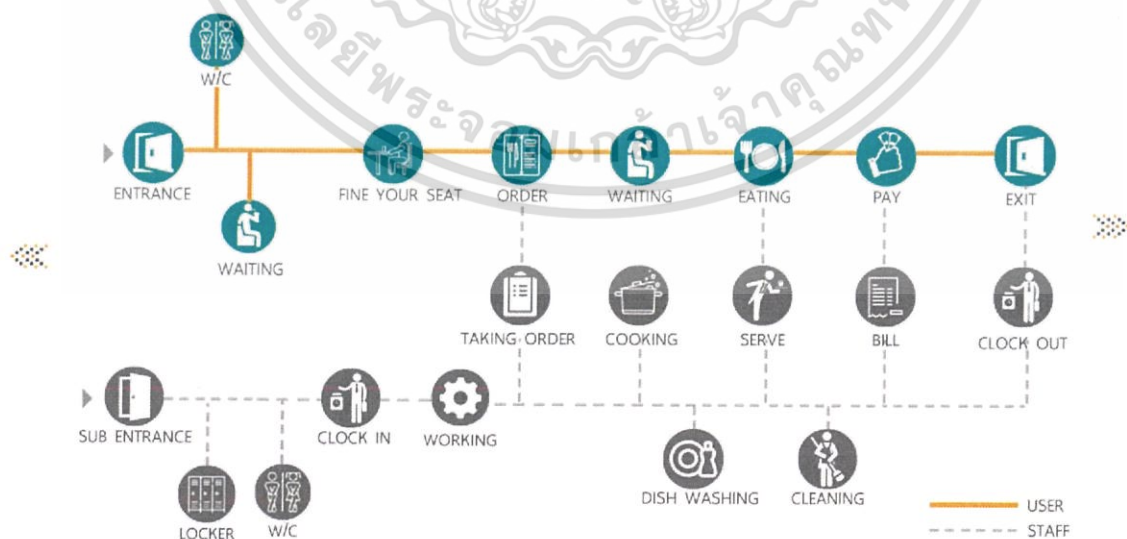 W/C
ENTRANCE
FINE YOUR SEAT
ORDER
WAITING
EATING
PAY
EXIT
WAITING
TAKING ORDER
COOKING
SERVE
BILL
CLOCK OUT
SUB ENTRANCE
CLOCK IN
WORKING
LOCKER
W/C
DISH WASHING
CLEANING
USER
STAFF